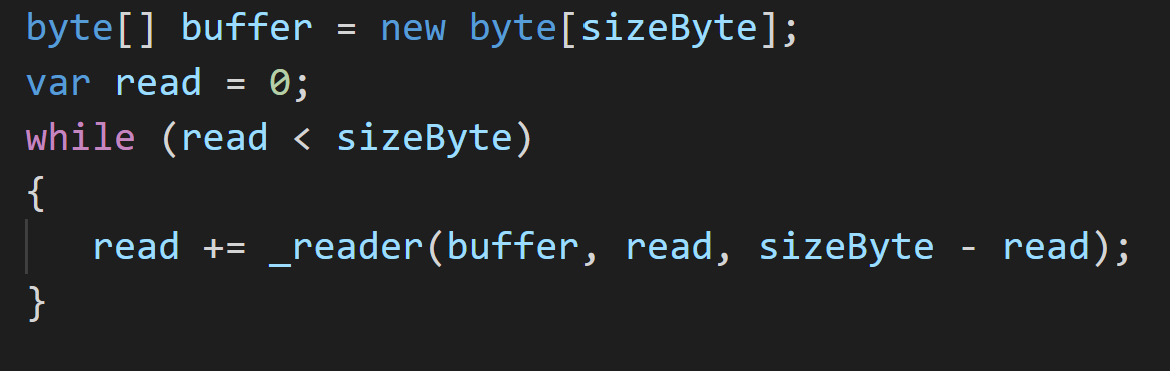 byte[] buffer = new byte[sizeByte];
var read = 0;
while (read < sizeByte)
{
   read += _reader(buffer, read, sizeByte - read);
}